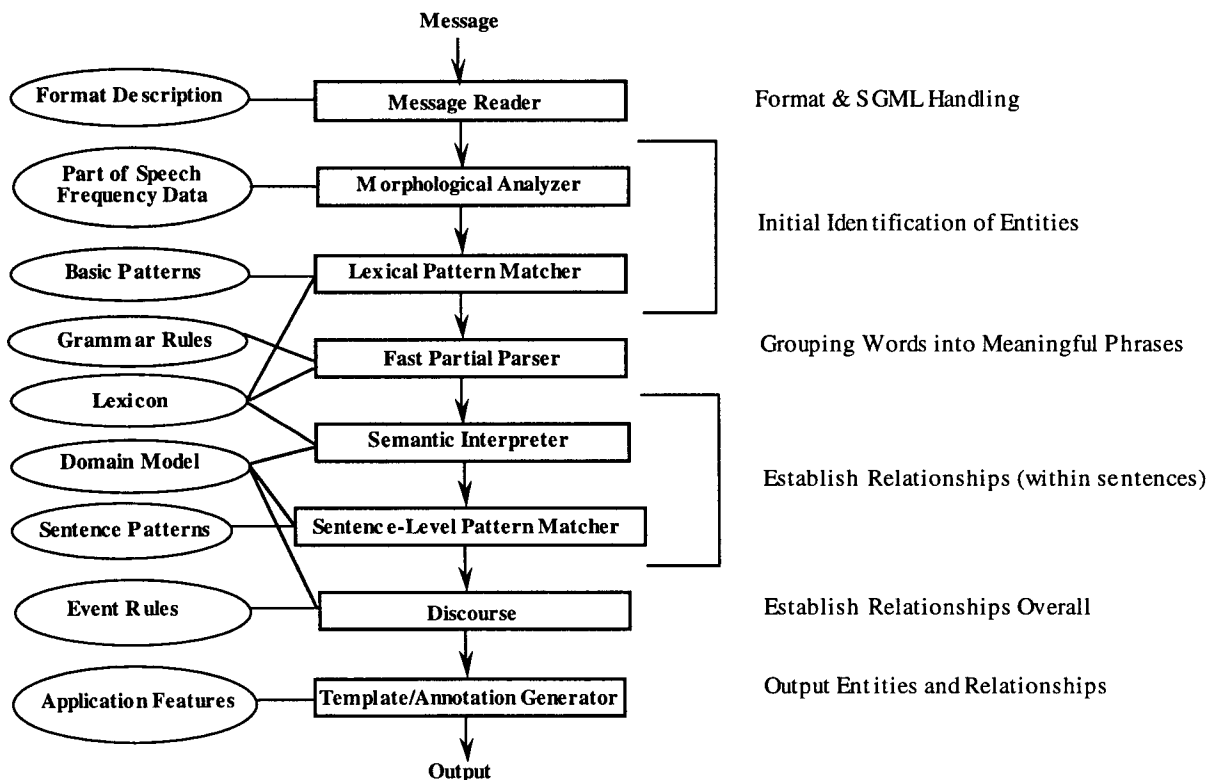 Message
Format Description
Message Reader
Format & SGML Handling
Part of Speech
Frequency Data
Morphological Analyzer
Initial Identification of Entities
Basic Patterns
Lexical Pattern Matcher
Grammar Rules
Fast Partial Parser
Grouping Words into Meaningful Phrases
Lexicon
Semantic Interpreter
Domain Model
Establish Relationships (within sentences)
Sentence Patterns
Sentence-Level Pattern Matcher
Event Rules
Discourse
Establish Relationships Overall
Application Features
Template/Annotation Generator
Output Entities and Relationships
Output